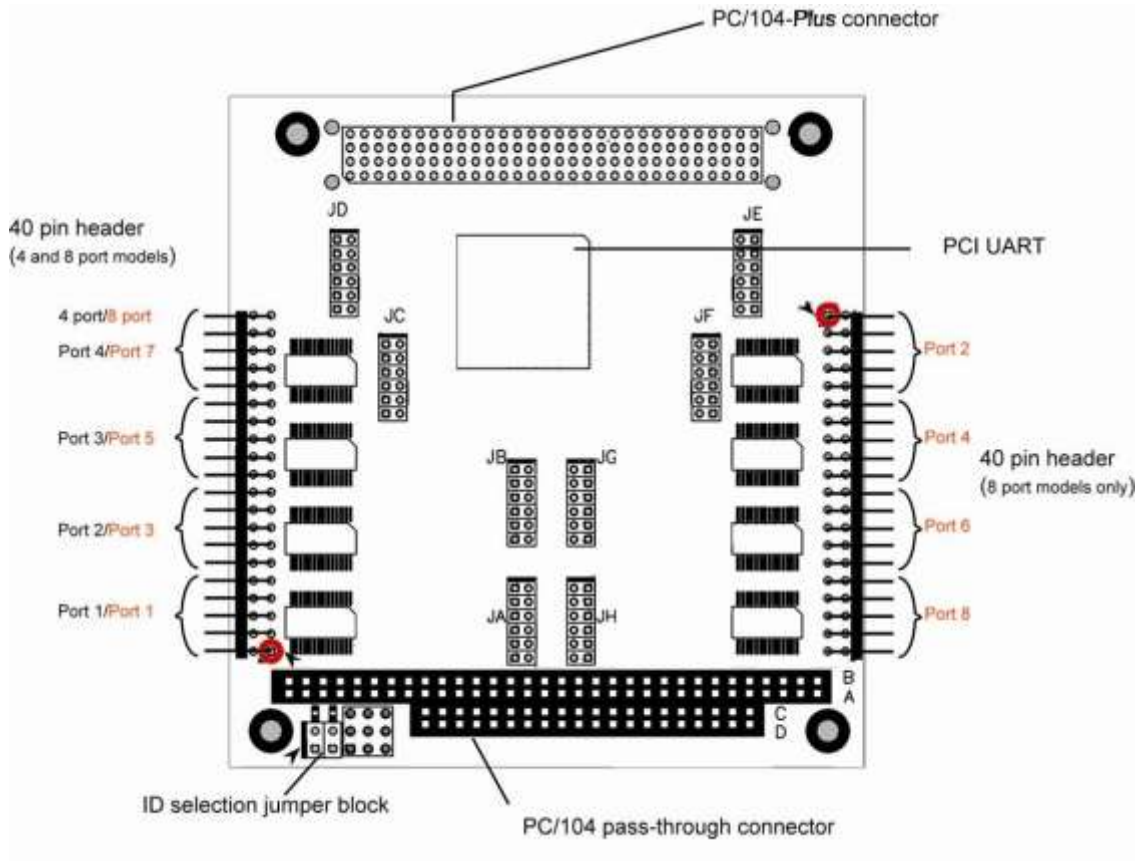 PC/104-Plus connector
JD
JE
40 pin header
(4 and 8 port models)
PCI UART
4 port/8 port
JC
JF
Port 4/Port 7
Port 2
Port 3/Port 5
Port 4
JB
JG
40 pin header
(8 port models only)
Port 2/Port 3
Port 6
Port 1/Port 1
JA
JH
Port 8
B
A
C
D
ID selection jumper block
PC/104 pass-through connector